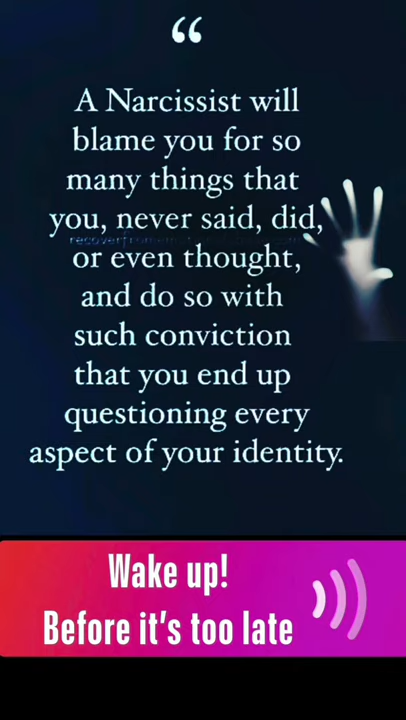 “
A Narcissist will
blame you for so
many things that
you, never said, did,
or even thought,
and do so with
such conviction
that you end up
questioning every
aspect of your identity.
Wake up!
Before it's too late